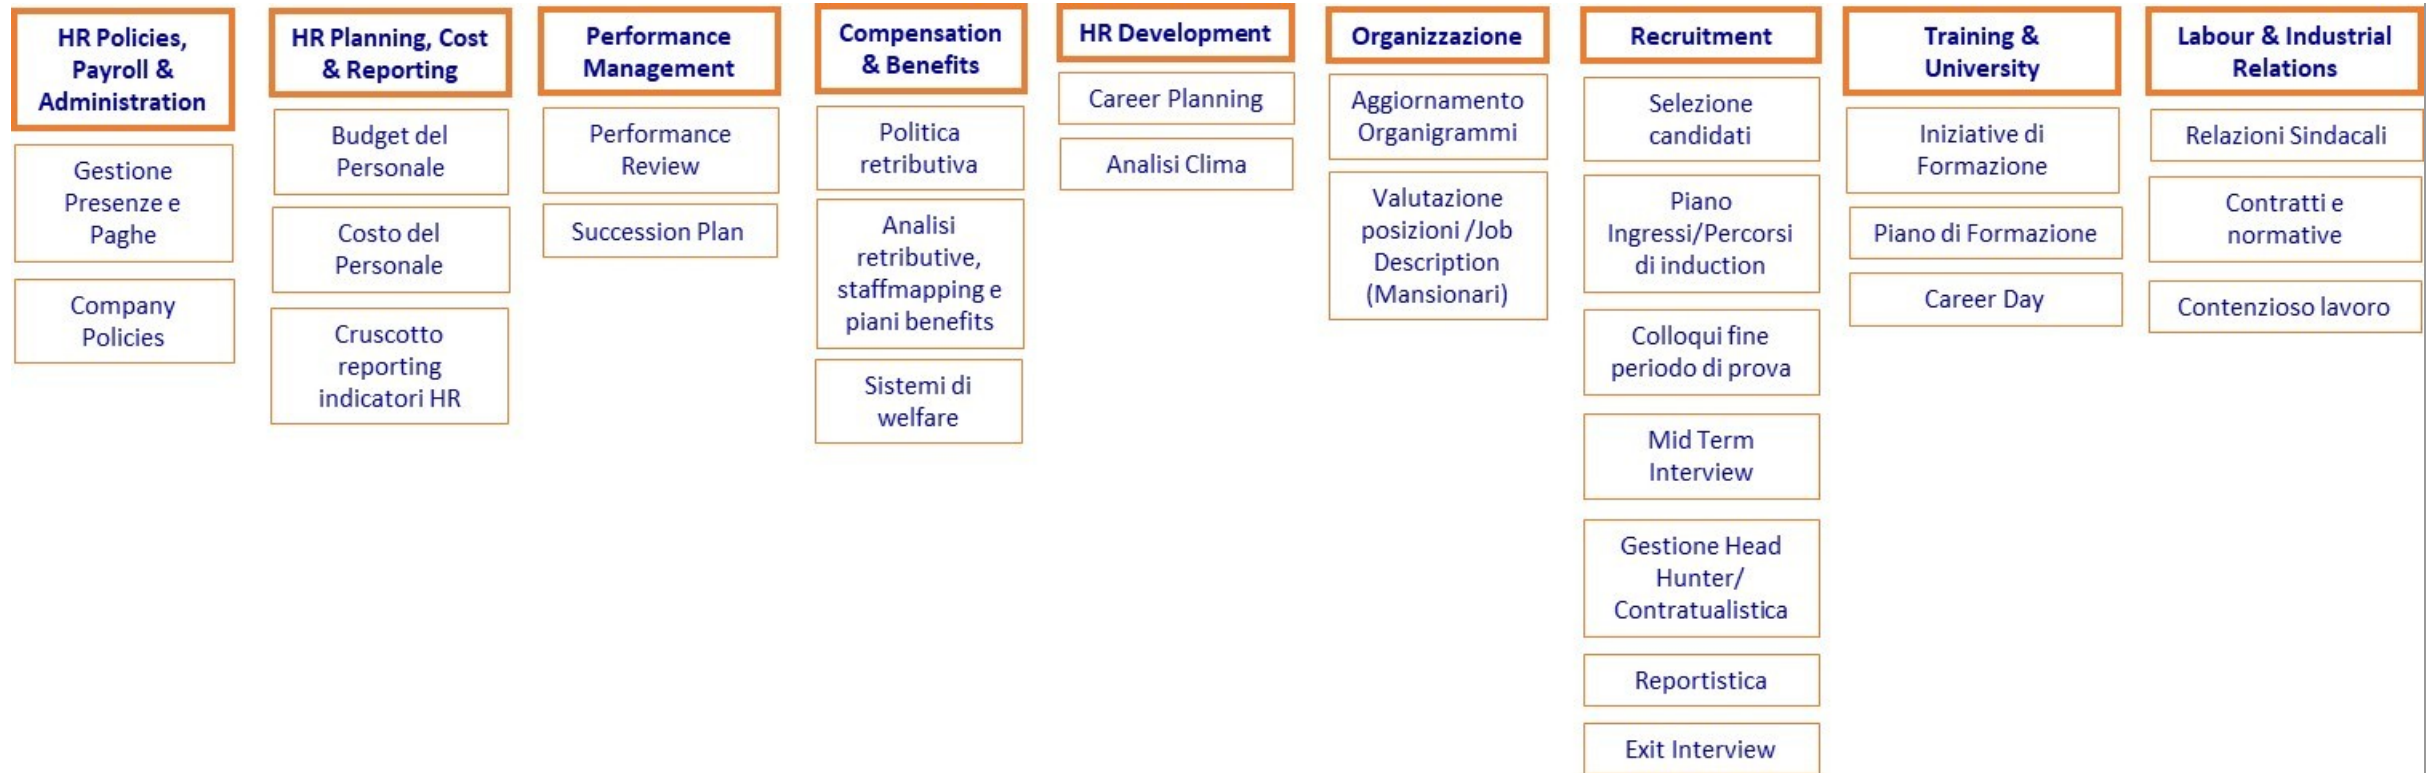 HR Policies,
Payroll &
Administration
Gestione
Presenze e
Paghe
Company
Policies
HR Planning, Cost
& Reporting
Budget del
Personale
Costo del
Personale
Cruscotto
reporting
indicatori HR
Performance
Management
Performance
Review
Succession Plan
Compensation
& Benefits
Politica
retributiva
Analisi
retributive,
staffmapping e
piani benefits
Sistemi di
welfare
HR Development
Career Planning
Analisi Clima
Organizzazione
Aggiornamento
Organigrammi
Valutazione
posizioni /Job
Description
(Mansionari)
Recruitment
Selezione
candidati
Piano
Ingressi/Percorsi
di induction
Colloqui fine
periodo di prova
Mid Term
Interview
Gestione Head
Hunter/
Contratualistica
Reportistica
Exit Interview
Training &
University
Iniziative di
Formazione
Piano di Formazione
Career Day
Labour & Industrial
Relations
Relazioni Sindacali
Contratti e
normative
Contenzioso lavoro